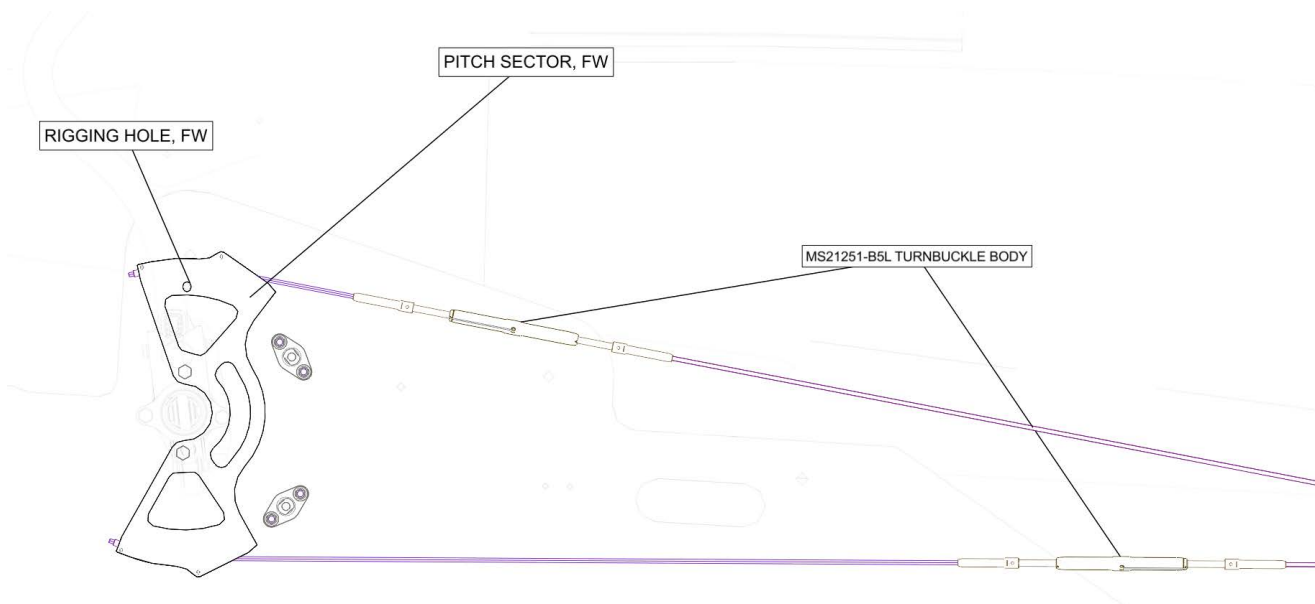 PITCH SECTOR, FW
RIGGING HOLE, FW
MS21251-B5L TURNBUCKLE BODY